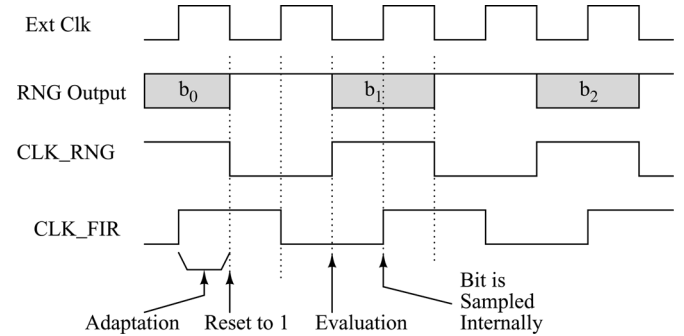 Ext Clk
RNG Output
b0
b1
b2
CLK_RNG
CLK_FIR
Adaptation
Reset to 1
Evaluation
Bit is
Sampled
Internally